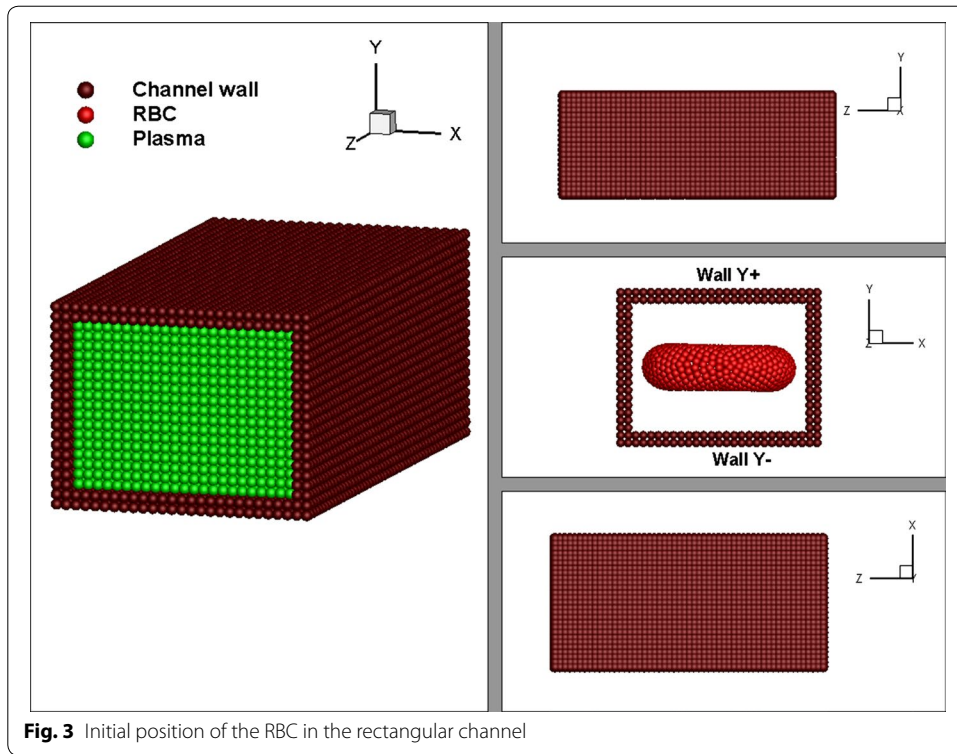 Channel wall
RBC
Plasma
Y
Z
X
Y
Z
X
Wall Y+
Y
Z
X
Wall Y-
X
Z
Y
Fig. 3 Initial position of the RBC in the rectangular channel